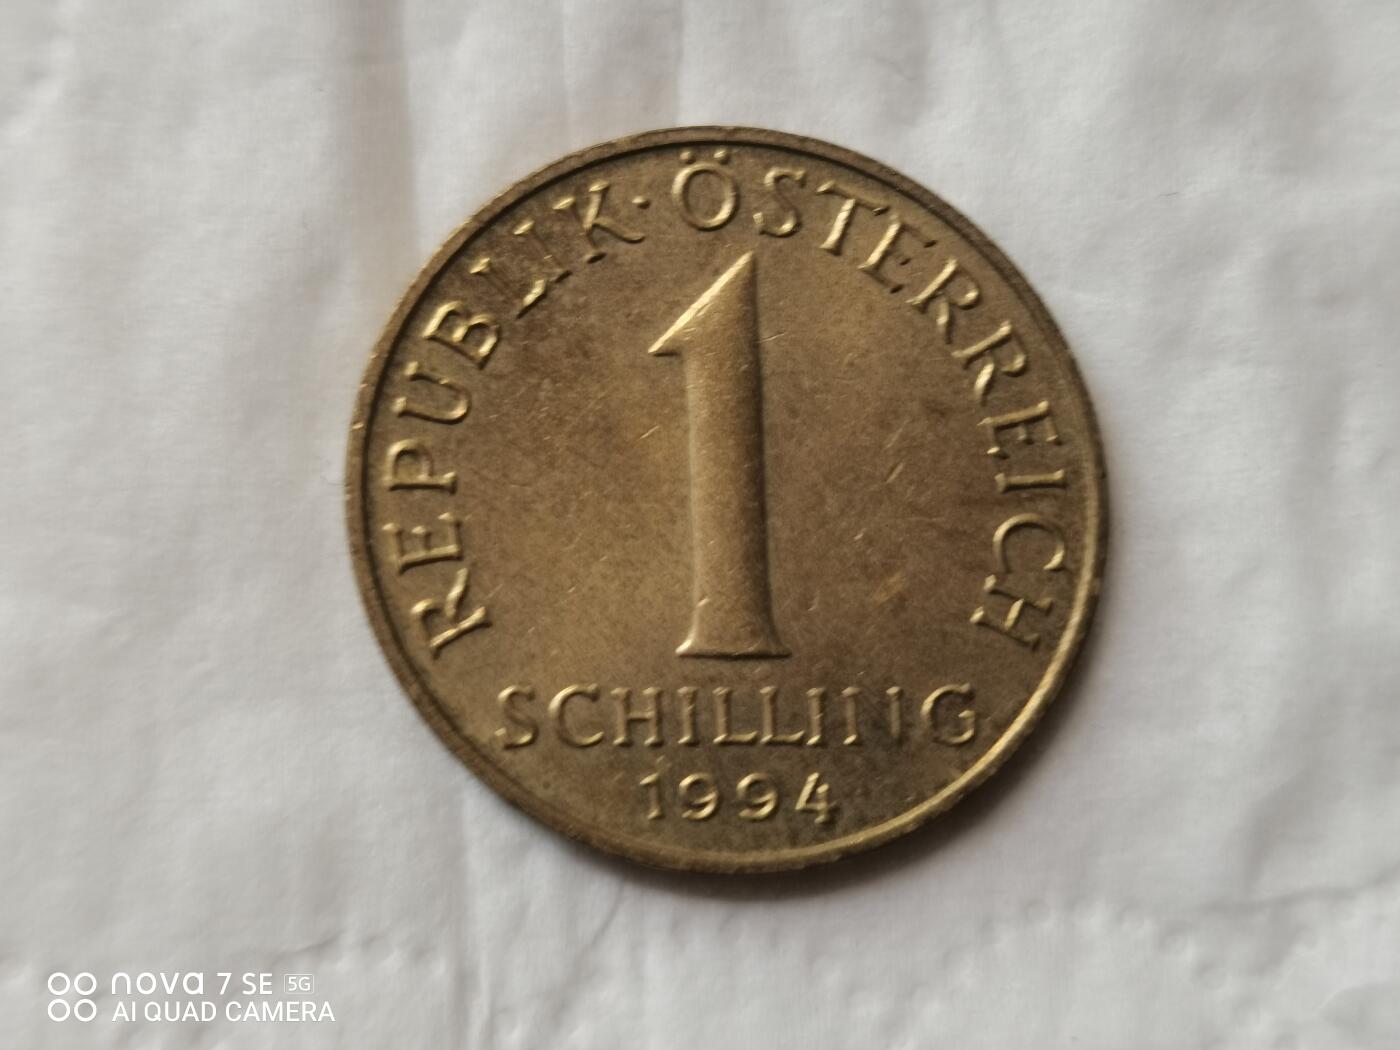 REPUBLIK · ÖSTERREICH
1
SCHILLING
1994
nova 7 SE 5G
AI QUAD CAMERA